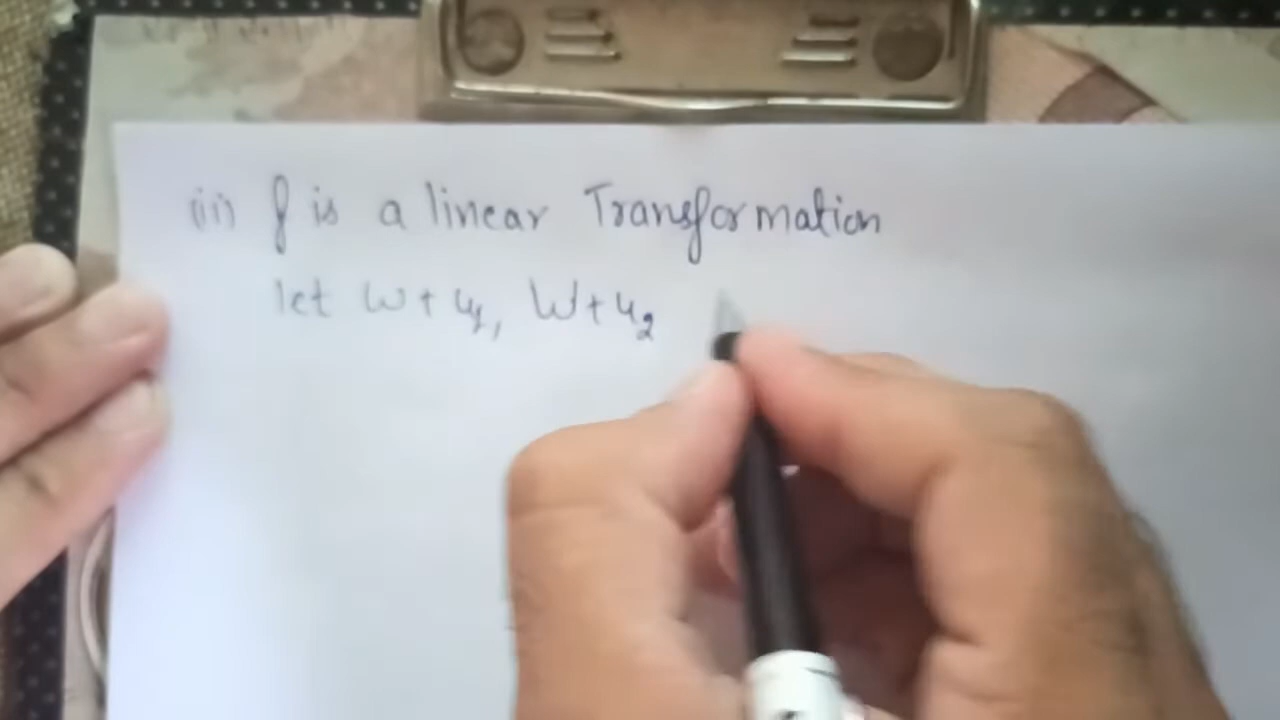 (ii) f is a linear Transformation
let W + u₁, W + u₂